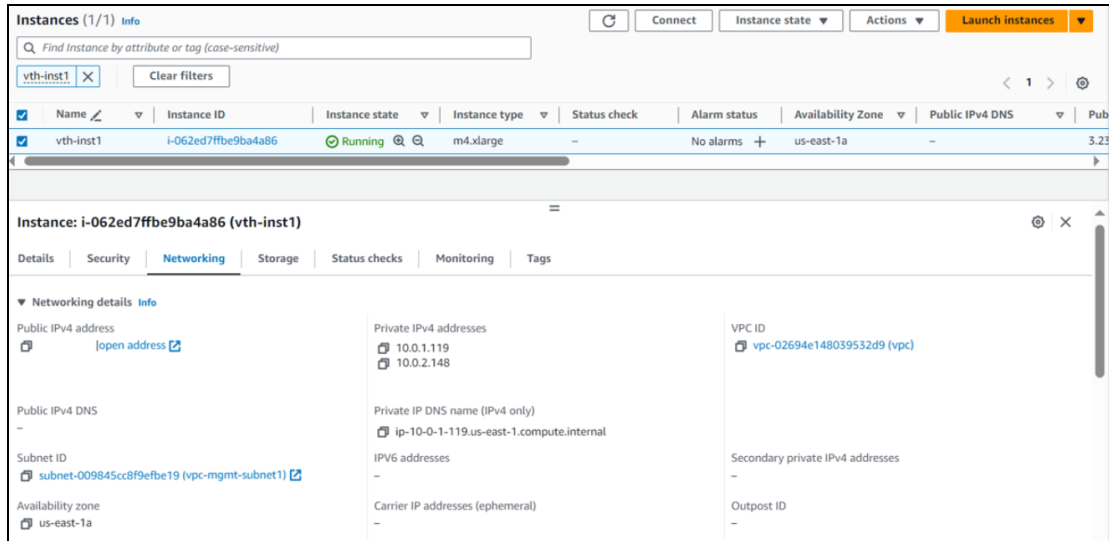 Instances (1/1) Info
Connect
Instance state
Actions
Launch instances
Find Instance by attribute or tag (case-sensitive)
vth-inst1
Clear filters
1
Name Instance ID Instance state Instance type Status check Alarm status Availability Zone Public IPv4 DNS Pub
vth-inst1 i-062ed7ffbe9ba4a86 Running m4.xlarge – No alarms + us-east-1a – 3.23
Instance: i-062ed7ffbe9ba4a86 (vth-inst1)
Details Security Networking Storage Status checks Monitoring Tags
Networking details Info
Public IPv4 address
|open address
Private IPv4 addresses
10.0.1.119
10.0.2.148
VPC ID
vpc-02694e148039532d9 (vpc)
Public IPv4 DNS
–
Private IP DNS name (IPv4 only)
ip-10-0-1-119.us-east-1.compute.internal
Subnet ID
subnet-009845cc8f9efbe19 (vpc-mgmt-subnet1)
IPV6 addresses
–
Secondary private IPv4 addresses
–
Availability zone
us-east-1a
Carrier IP addresses (ephemeral)
–
Outpost ID
–